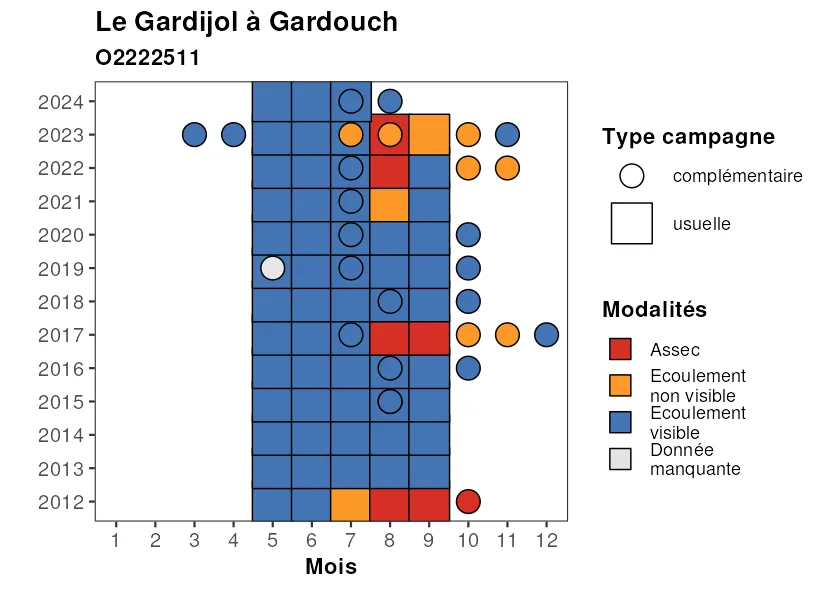 Le Gardijol à Gardouch
O2222511
2024
2023
2022
2021
2020
2019
2018
2017
2016
2015
2014
2013
2012
1 2 3 4 5 6 7 8 9 10 11 12
Mois
Type campagne
complémentaire
usuelle
Modalités
Assec
Ecoulement
non visible
Ecoulement
visible
Donnée
manquante